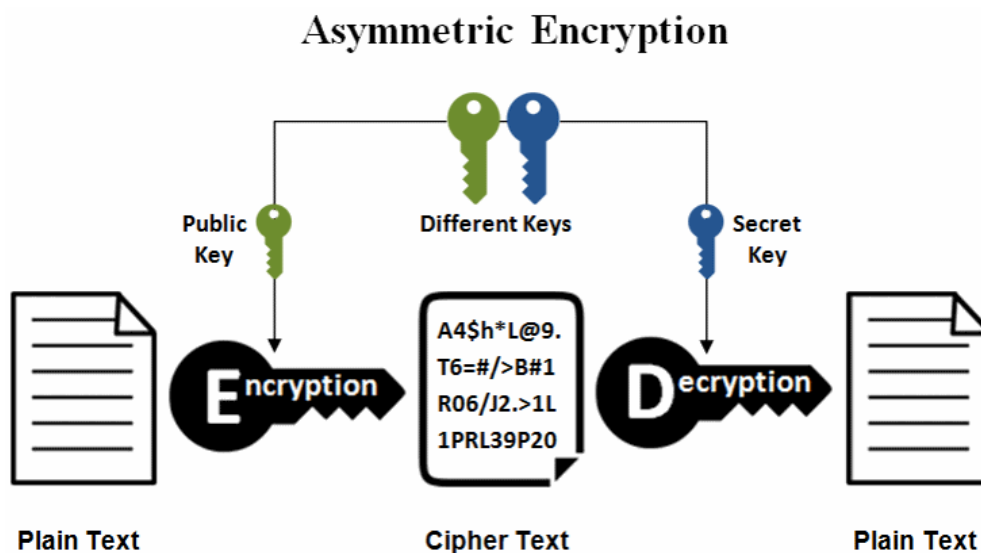 Asymmetric Encryption
Public
Key
Different Keys
Secret
Key
Encryption
A4$h*L@9.
T6=#/>B#1
R06/J2.>1L
1PRL39P20
Decryption
Plain Text
Cipher Text
Plain Text